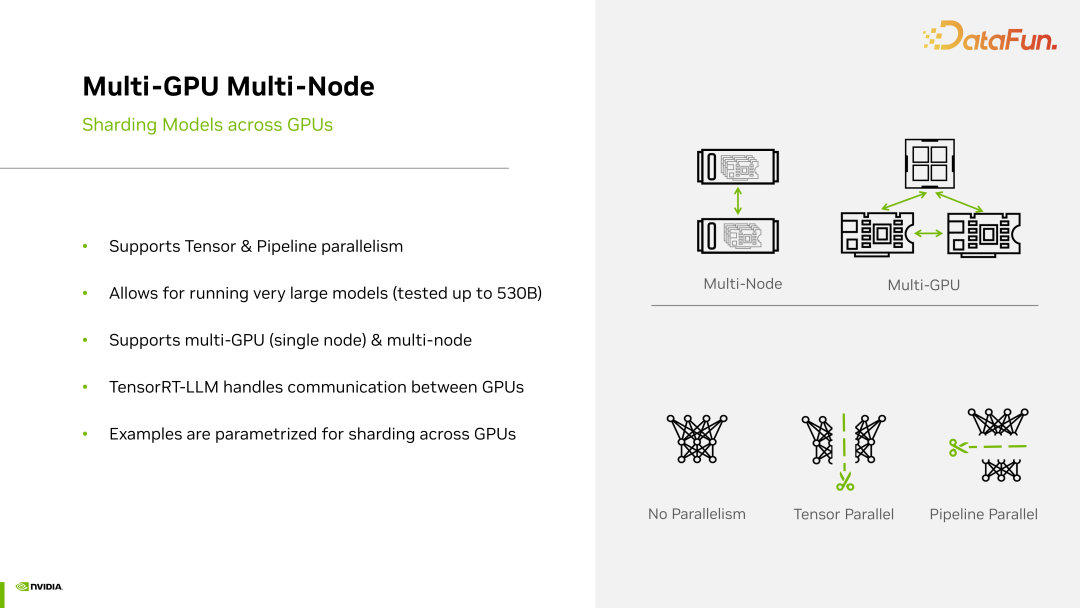 DataFun.
Multi-GPU Multi-Node
Sharding Models across GPUs
• Supports Tensor & Pipeline parallelism
• Allows for running very large models (tested up to 530B)
• Supports multi-GPU (single node) & multi-node
• TensorRT-LLM handles communication between GPUs
• Examples are parametrized for sharding across GPUs
Multi-Node
Multi-GPU
No Parallelism
Tensor Parallel
Pipeline Parallel
NVIDIA.